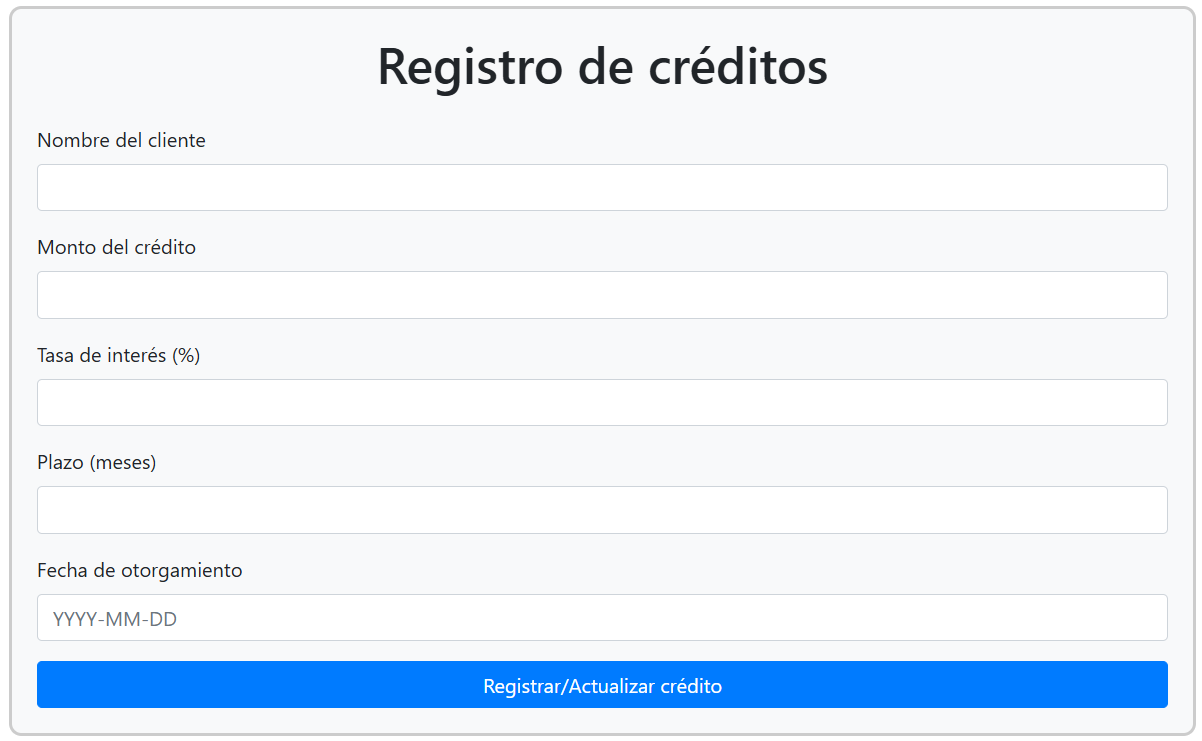 Registro de créditos
Nombre del cliente
Monto del crédito
Tasa de interés (%)
Plazo (meses)
Fecha de otorgamiento
YYYY-MM-DD
Registrar/Actualizar crédito